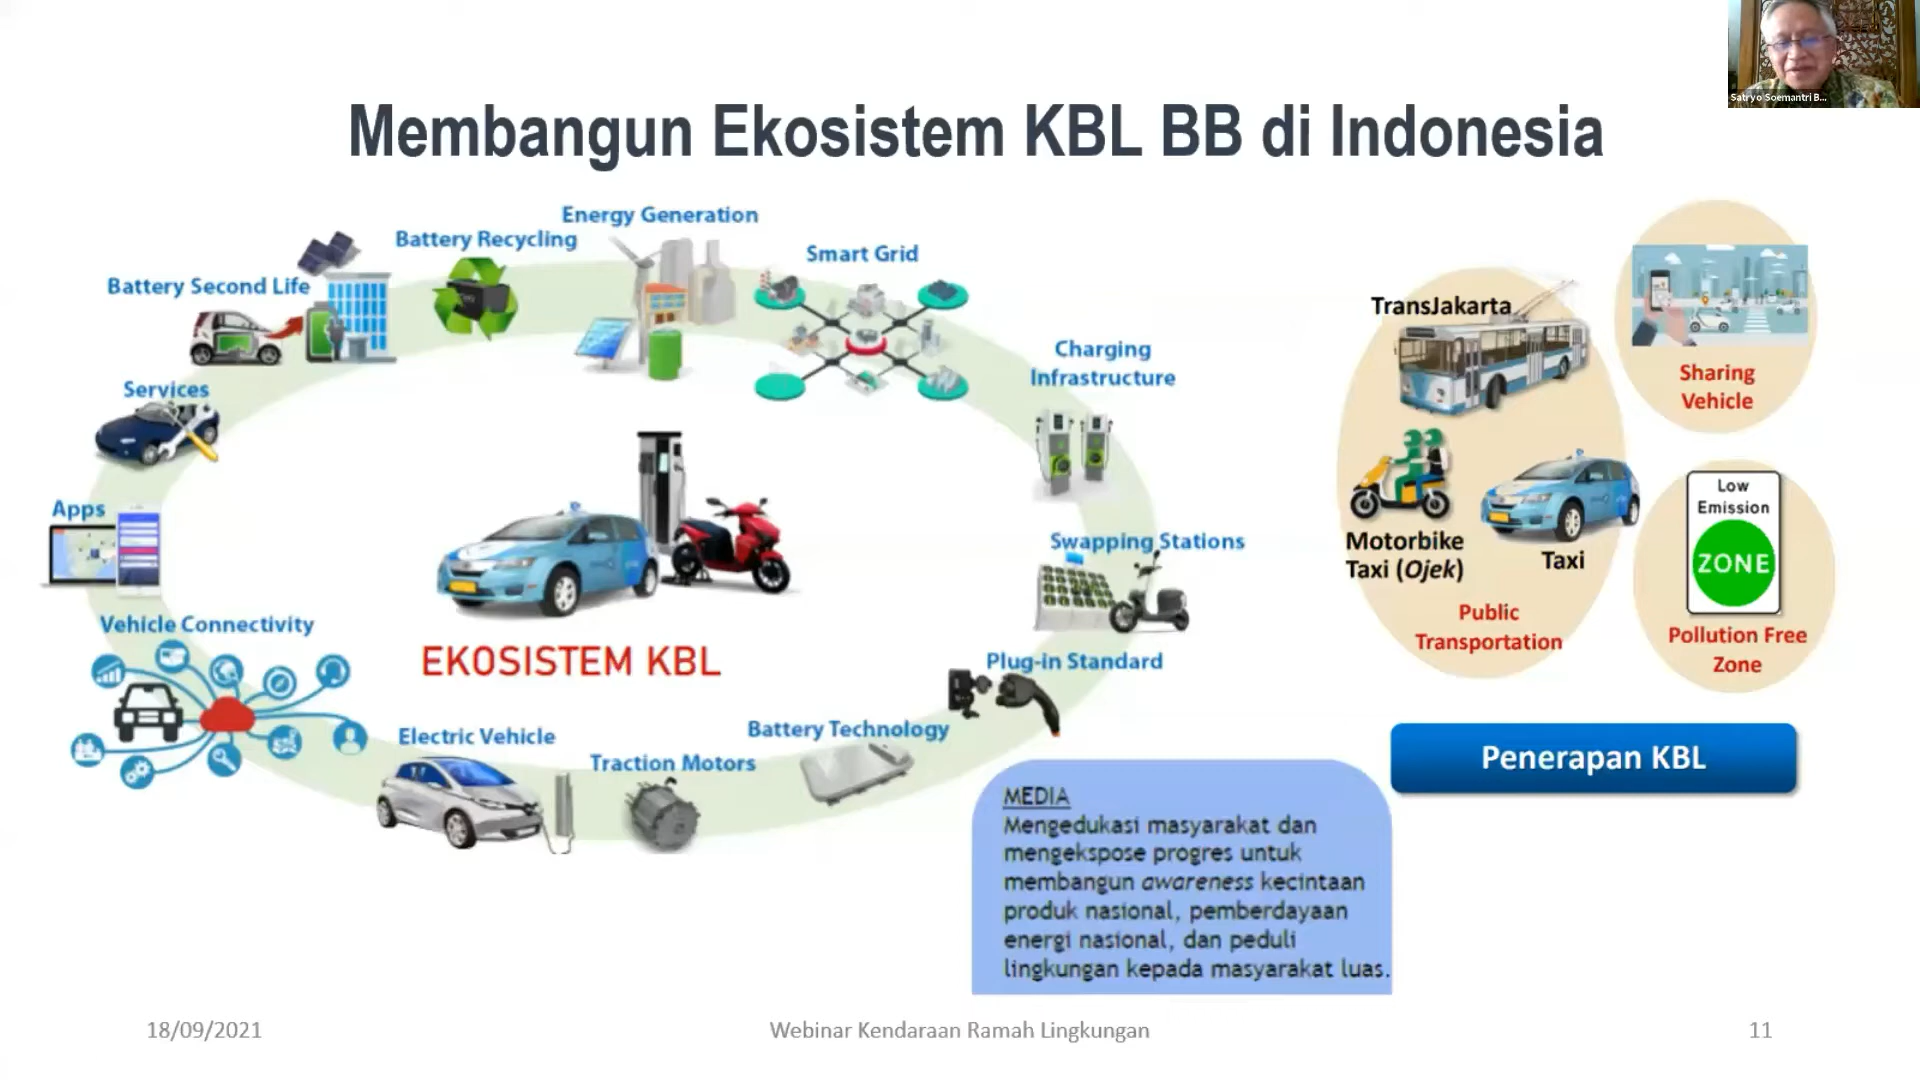 Satryo Soemantri B...
Membangun Ekosistem KBL BB di Indonesia
Energy Generation
Battery Recycling
Smart Grid
Battery Second Life
Charging
Infrastructure
Services
Apps
Swapping Stations
Vehicle Connectivity
EKOSISTEM KBL
Plug-in Standard
Electric Vehicle
Traction Motors
Battery Technology
TransJakarta
Motorbike
Taxi (Ojek)
Taxi
Public
Transportation
Sharing
Vehicle
Low
Emission
ZONE
Pollution Free
Zone
Penerapan KBL
MEDIA
Mengedukasi masyarakat dan
mengekspose progres untuk
membangun awareness kecintaan
produk nasional, pemberdayaan
energi nasional, dan peduli
lingkungan kepada masyarakat luas.
18/09/2021
Webinar Kendaraan Ramah Lingkungan
11